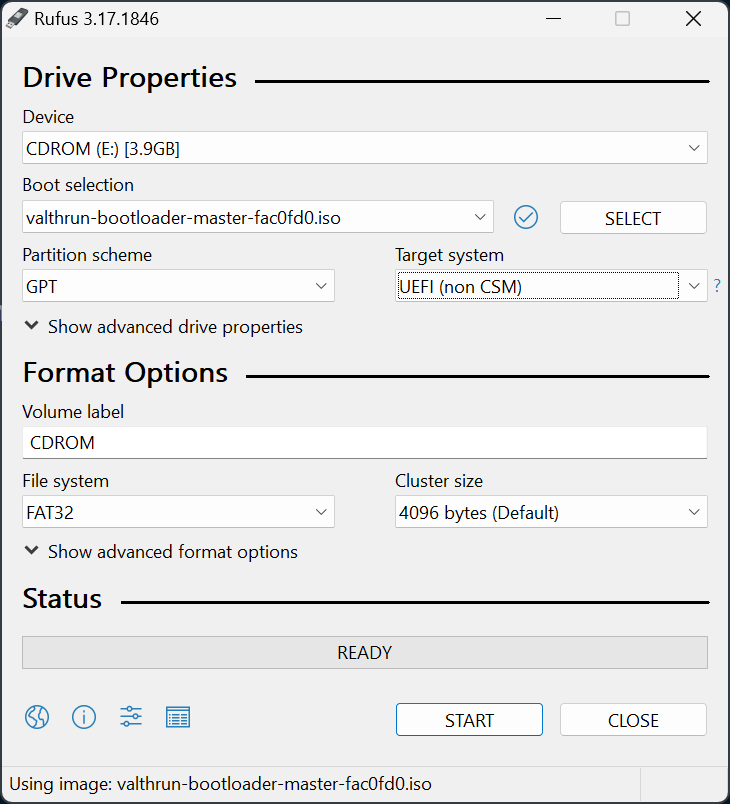 Rufus 3.17.1846
Drive Properties
Device
CDROM (E:) [3.9GB]
Boot selection
valthrun-bootloader-master-fac0fd0.iso
SELECT
Partition scheme
Target system
GPT
UEFI (non CSM)
?
Show advanced drive properties
Format Options
Volume label
CDROM
File system
Cluster size
FAT32
4096 bytes (Default)
Show advanced format options
Status
READY
START
CLOSE
Using image: valthrun-bootloader-master-fac0fd0.iso